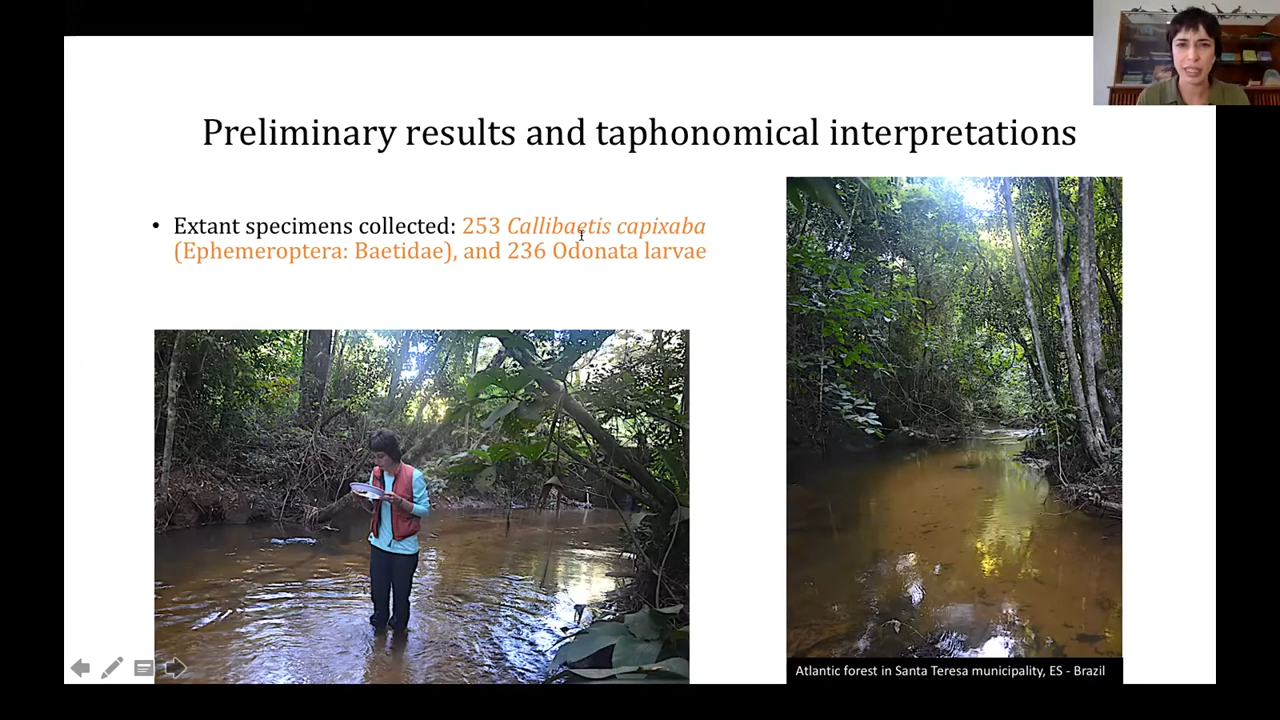 Preliminary results and taphonomical interpretations
• Extant specimens collected: 253 Callibaetis capixaba
(Ephemeroptera: Baetidae), and 236 Odonata larvae
Atlantic forest in Santa Teresa municipality, ES - Brazil